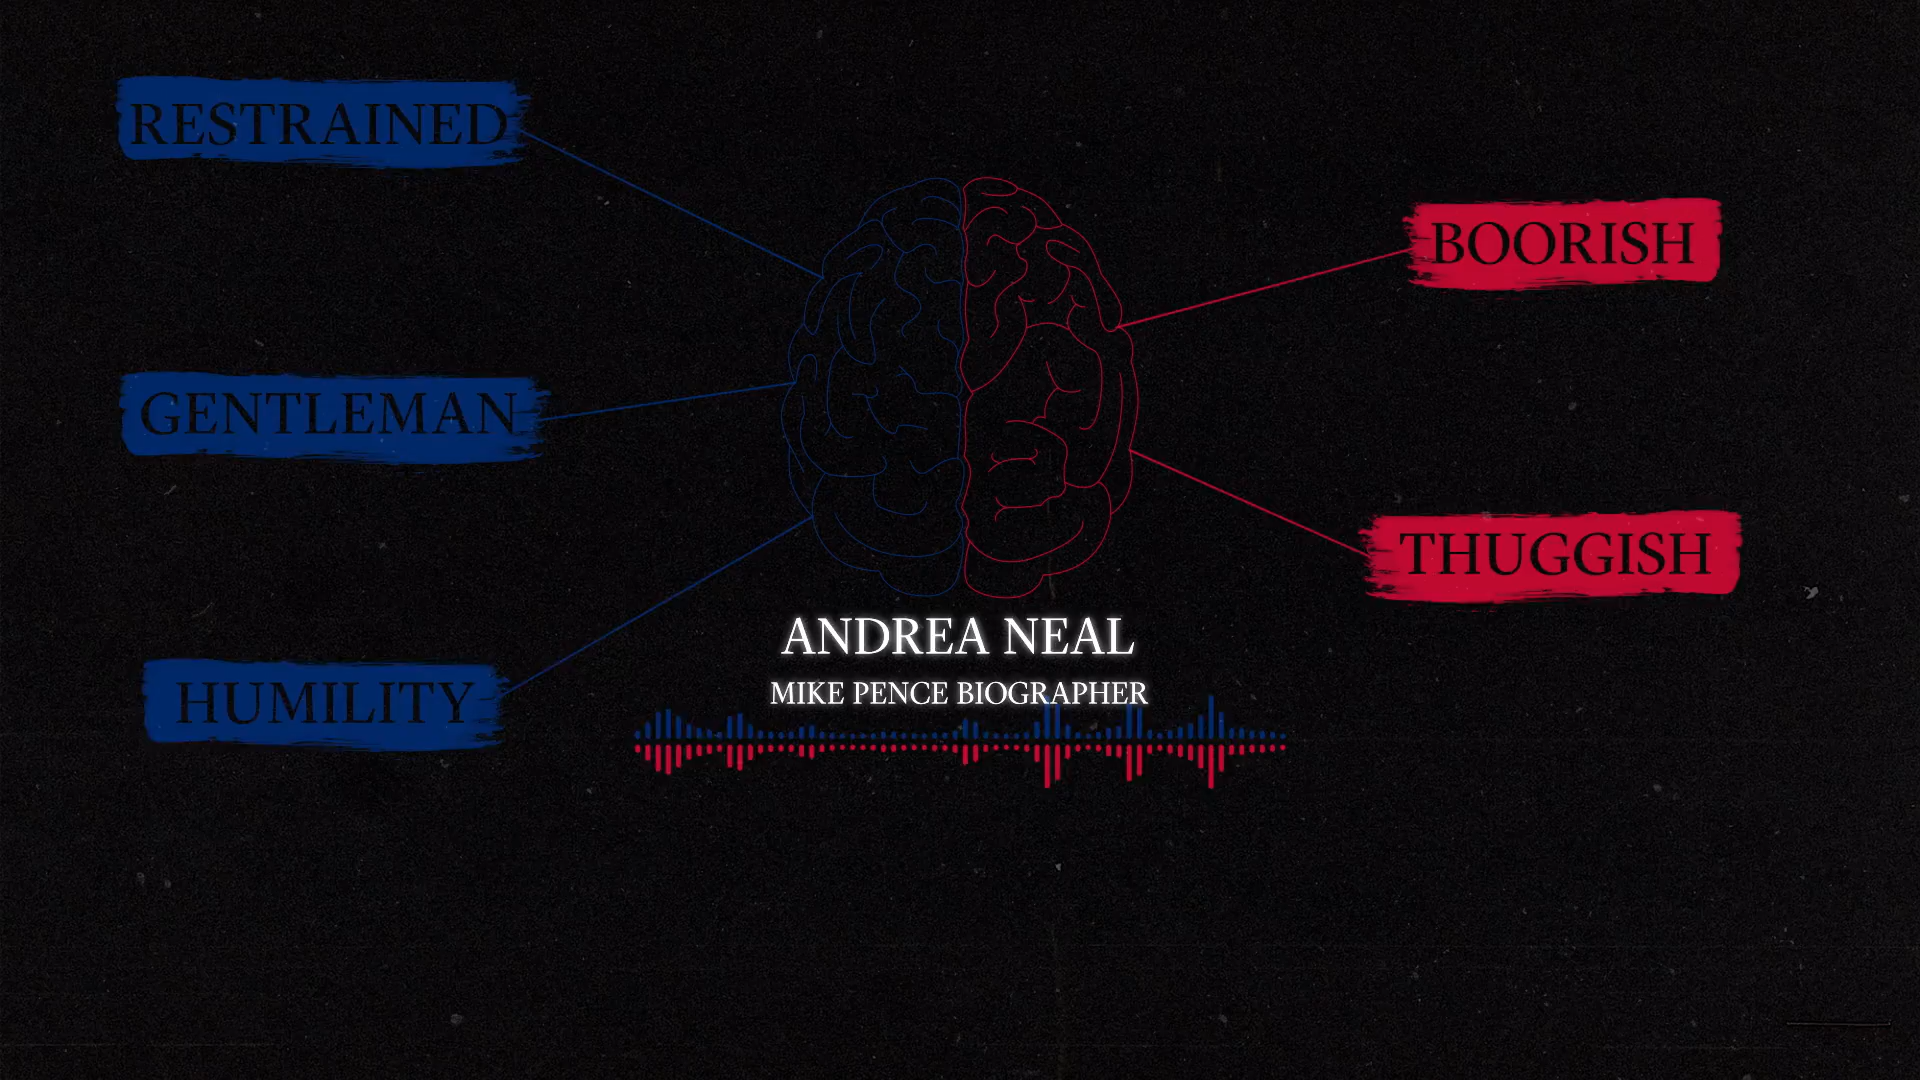 RESTRAINED
BOORISH
GENTLEMAN
THUGGISH
HUMILITY
ANDREA NEAL
MIKE PENCE BIOGRAPHER